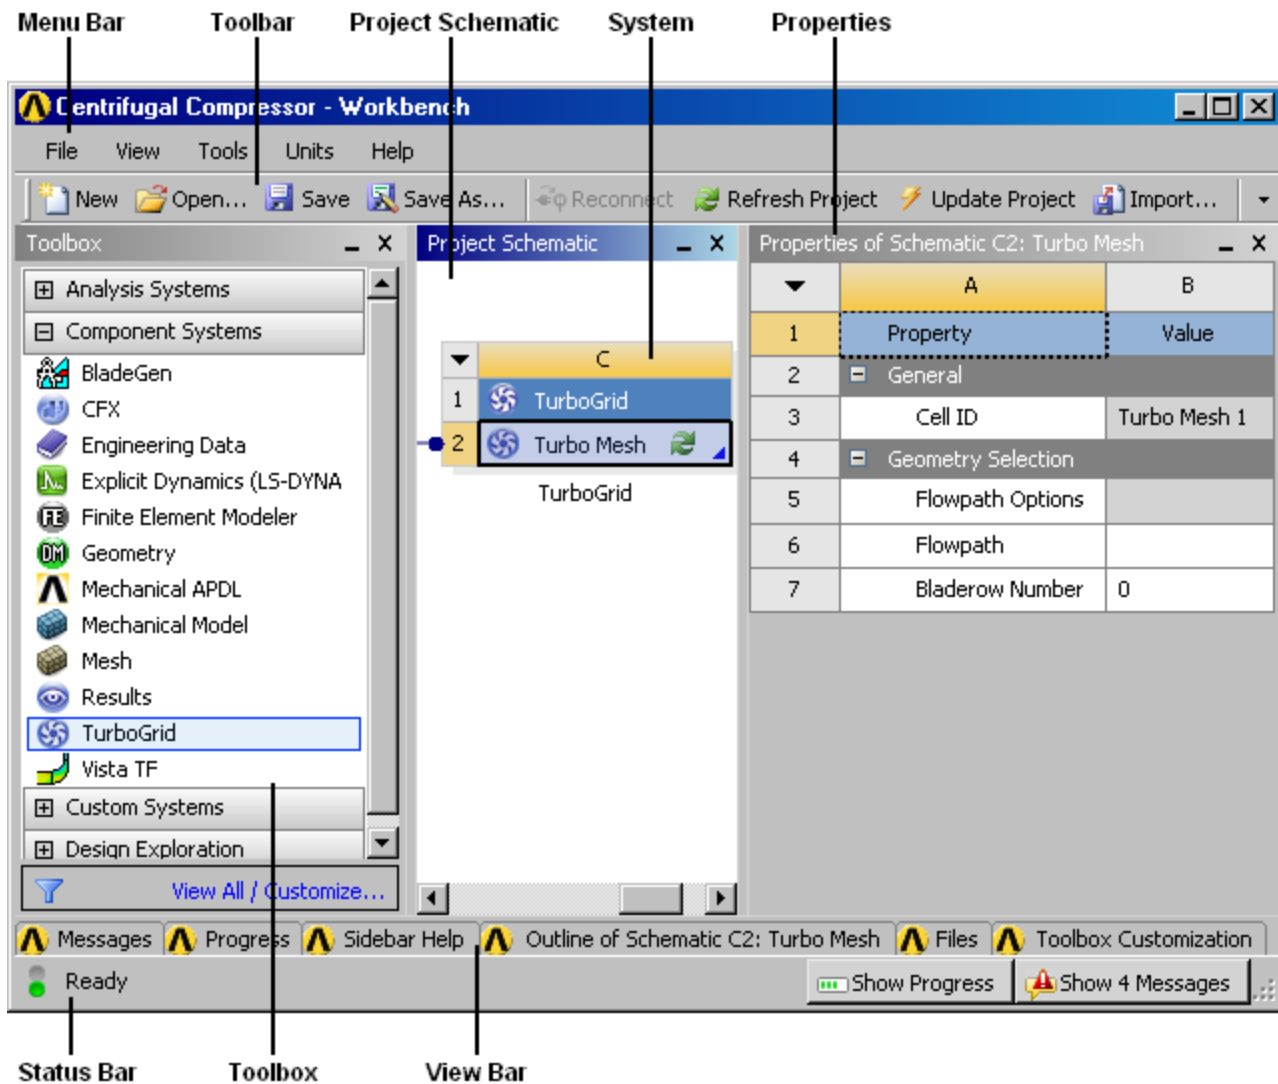 Menu Bar Toolbar Project Schematic System Properties
Centrifugal Compressor - Workbench
File View Tools Units Help
New Open... Save Save As... Reconnect Refresh Project Update Project Import...
Toolbox
Analysis Systems
Component Systems
BladeGen
CFX
Engineering Data
Explicit Dynamics (LS-DYNA
Finite Element Modeler
Geometry
Mechanical APDL
Mechanical Model
Mesh
Results
TurboGrid
Vista TF
Custom Systems
Design Exploration
View All / Customize...
Project Schematic
C
1 TurboGrid
2 Turbo Mesh
TurboGrid
Properties of Schematic C2: Turbo Mesh
A B
1 Property Value
2 General
3 Cell ID Turbo Mesh 1
4 Geometry Selection
5 Flowpath Options
6 Flowpath
7 Bladerow Number 0
Messages Progress Sidebar Help Outline of Schematic C2: Turbo Mesh Files Toolbox Customization
Ready Show Progress Show 4 Messages
Status Bar Toolbox View Bar